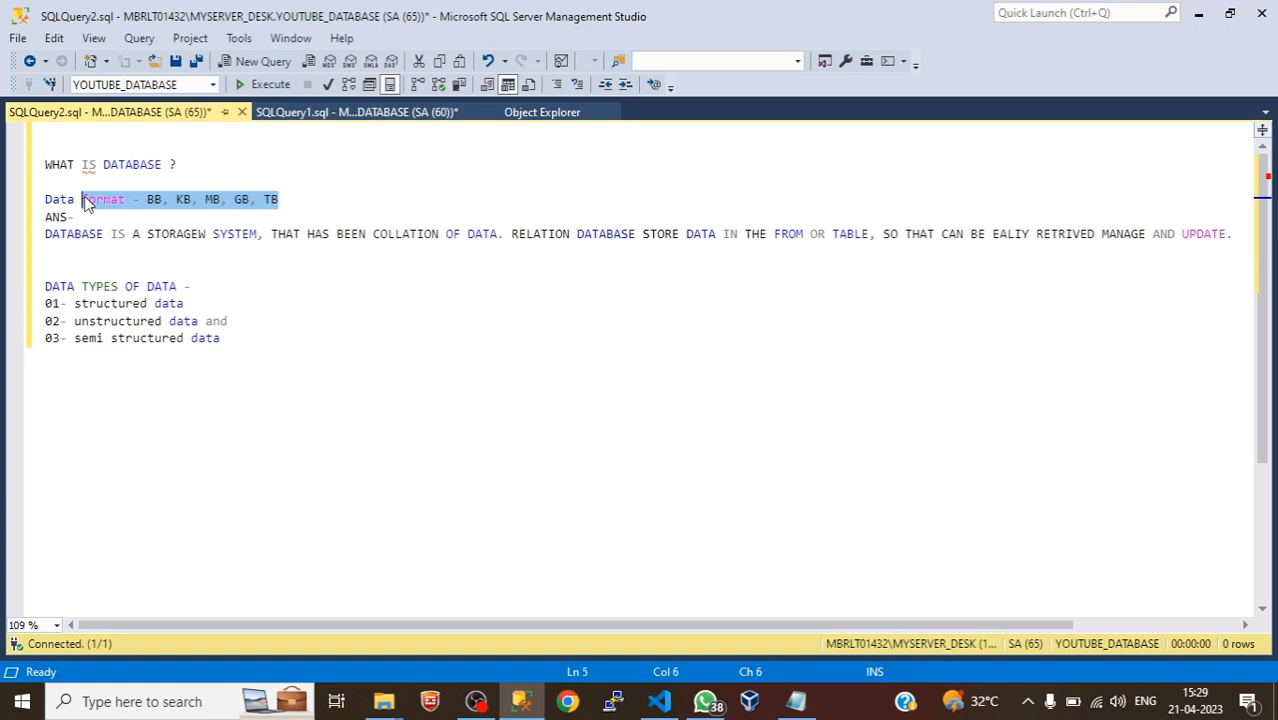 SQLQuery2.sql - MBRLT01432\MYSERVER_DESK.YOUTUBE_DATABASE (SA (65))* - Microsoft SQL Server Management Studio
Quick Launch (Ctrl+Q)
File Edit View Query Project Tools Window Help
New Query
YOUTUBE_DATABASE Execute
SQLQuery2.sql - M...DATABASE (SA (65))* SQLQuery1.sql - M...DATABASE (SA (60))* Object Explorer
WHAT IS DATABASE ?
Data format - BB, KB, MB, GB, TB
ANS-
DATABASE IS A STORAGEW SYSTEM, THAT HAS BEEN COLLATION OF DATA. RELATION DATABASE STORE DATA IN THE FROM OR TABLE, SO THAT CAN BE EALIY RETRIVED MANAGE AND UPDATE.
DATA TYPES OF DATA -
01- structured data
02- unstructured data and
03- semi structured data
109 %
Connected. (1/1) MBRLT01432\MYSERVER_DESK (1... SA (65) YOUTUBE_DATABASE 00:00:00 0 rows
Ready Ln 5 Col 6 Ch 6 INS
Type here to search 38 32°C ENG 15:29
21-04-2023 1